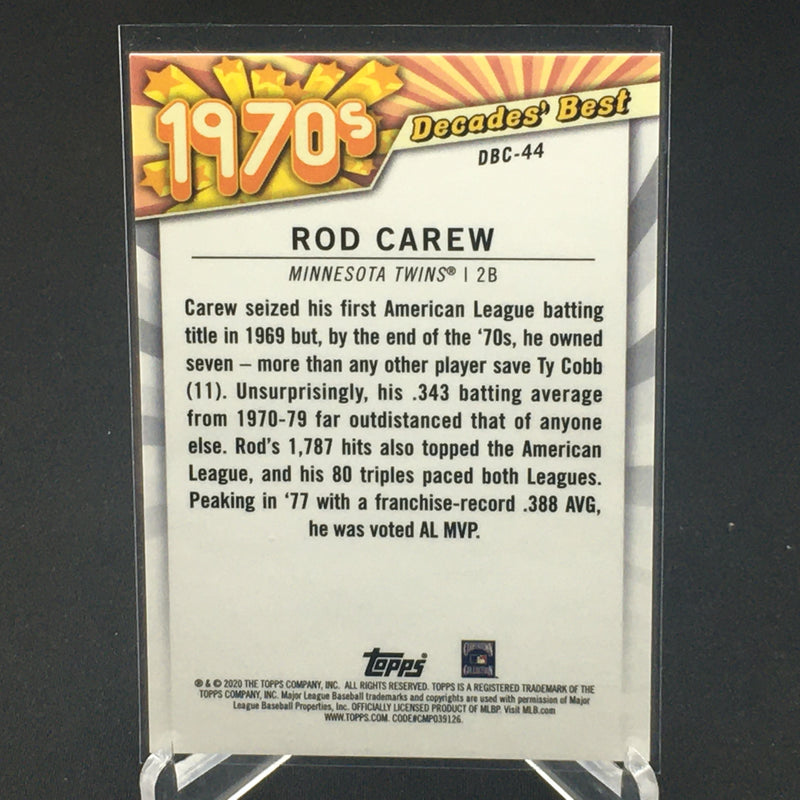 1970s
Decades' Best
DBC-44
ROD CAREW
MINNESOTA TWINS® | 2B
Carew seized his first American League batting
title in 1969 but, by the end of the ‘70s, he owned
seven – more than any other player save Ty Cobb
(11). Unsurprisingly, his .343 batting average
from 1970-79 far outdistanced that of anyone
else. Rod's 1,787 hits also topped the American
League, and his 80 triples paced both Leagues.
Peaking in ‘77 with a franchise-record .388 AVG,
he was voted AL MVP.
Topps®
COOPERSTOWN
COLLECTION
® & © 2020 THE TOPPS COMPANY, INC. ALL RIGHTS RESERVED. TOPPS IS A REGISTERED TRADEMARK OF THE
TOPPS COMPANY, INC. Major League Baseball trademarks and copyrights are used with permission of Major
League Baseball Properties, Inc. OFFICIALLY LICENSED PRODUCT OF MLBP. Visit MLB.com
WWW.TOPPS.COM. CODE#CMP039126.